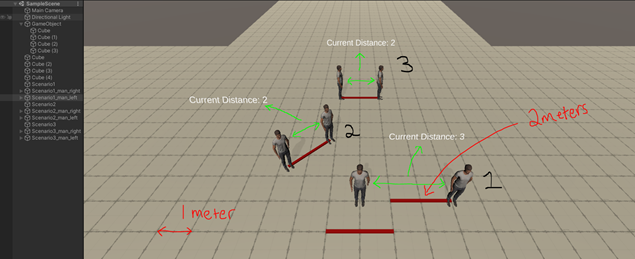 SampleScene
Main Camera
Directional Light
GameObject
Cube
Cube (1)
Cube (2)
Cube (3)
Cube
Cube (2)
Cube (3)
Cube (4)
Scenario1
Scenario1_man_right
Scenario1_man_left
Scenario2
Scenario2_man_right
Scenario2_man_left
Scenario3
Scenario3_man_right
Scenario3_man_left
Current Distance: 2
3
Current Distance: 2
2
Current Distance: 3
2meters
1
1 meter